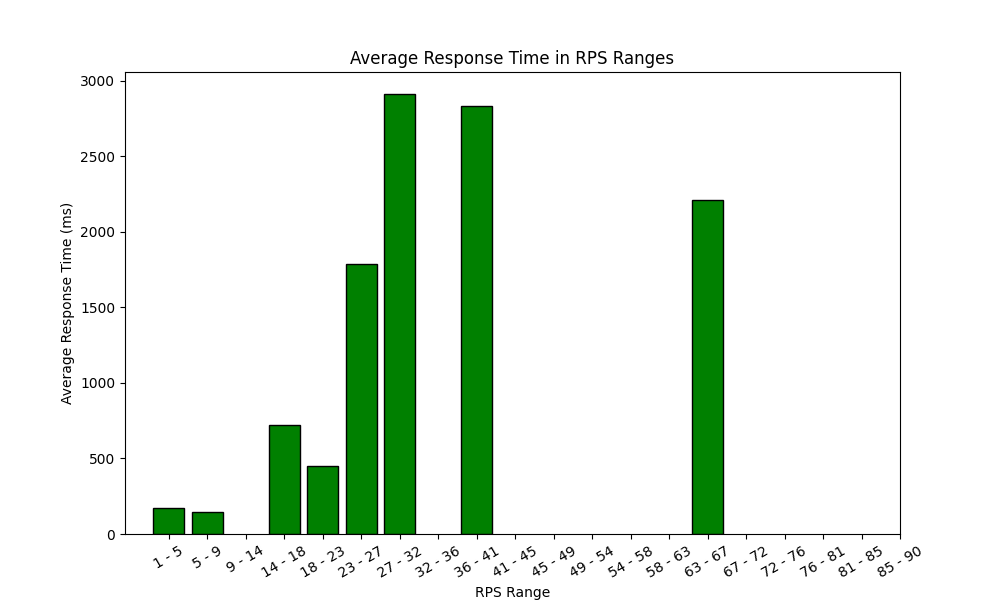 Average Response Time in RPS Ranges
Average Response Time (ms)
3000
2500
2000
1500
1000
500
0
1 - 5
5 - 9
9 - 14
14 - 18
18 - 23
23 - 27
27 - 32
32 - 36
36 - 41
41 - 45
45 - 49
49 - 54
54 - 58
58 - 63
63 - 67
67 - 72
72 - 76
76 - 81
81 - 85
85 - 90
RPS Range